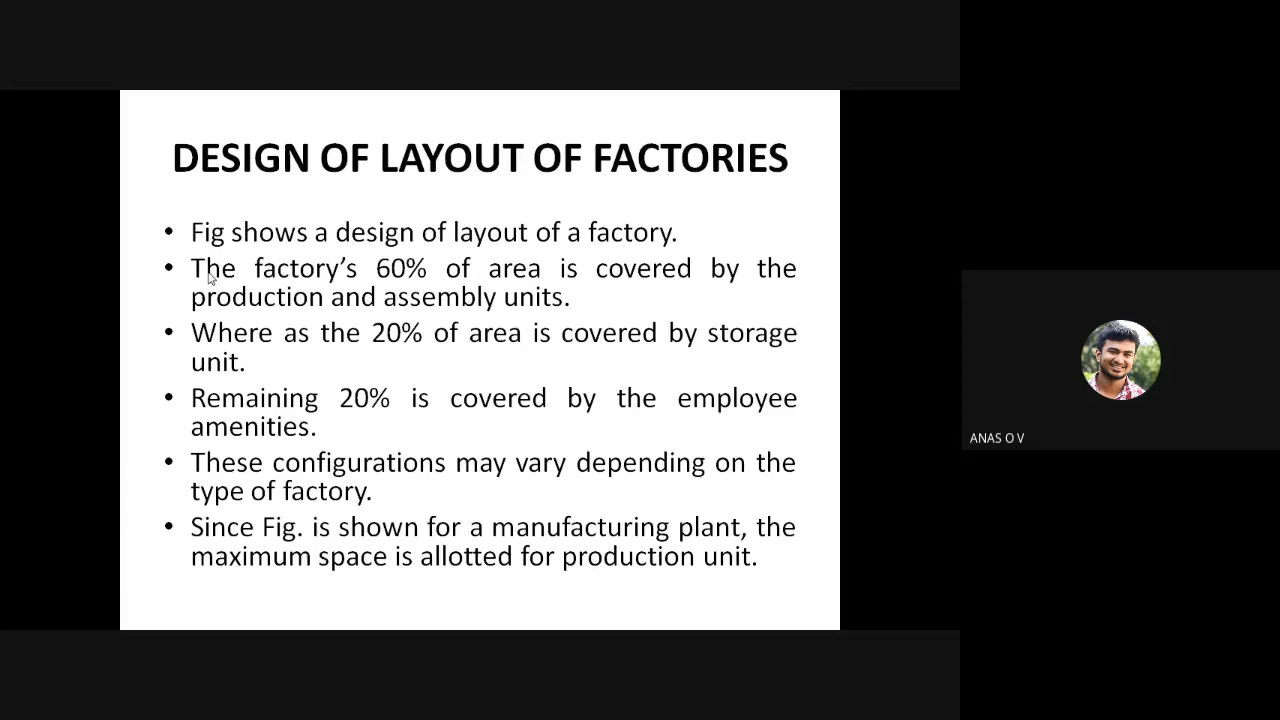 DESIGN OF LAYOUT OF FACTORIES
• Fig shows a design of layout of a factory.
• The factory’s 60% of area is covered by the
production and assembly units.
• Where as the 20% of area is covered by storage
unit.
• Remaining 20% is covered by the employee
amenities.
• These configurations may vary depending on the
type of factory.
• Since Fig. is shown for a manufacturing plant, the
maximum space is allotted for production unit.
ANAS O V